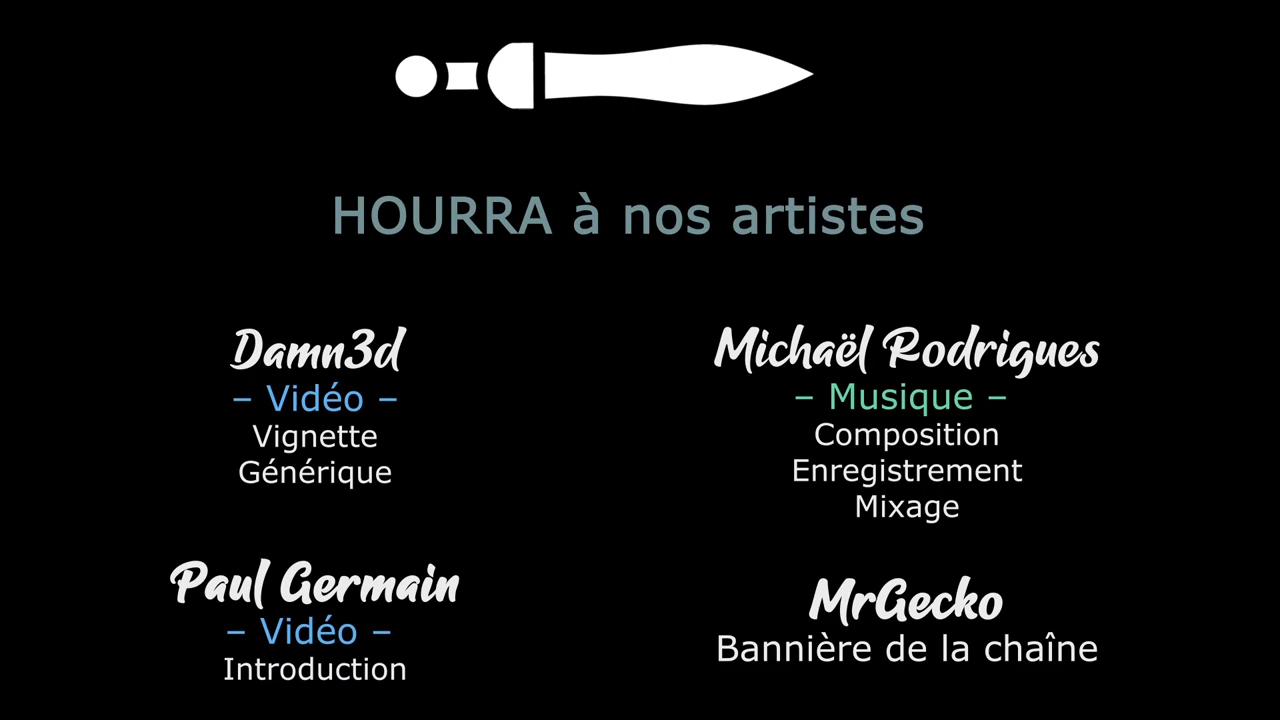 HOURRA à nos artistes
Damn3d
– Vidéo –
Vignette
Générique
Michaël Rodrigues
– Musique –
Composition
Enregistrement
Mixage
Paul Germain
– Vidéo –
Introduction
MrGecko
Bannière de la chaîne